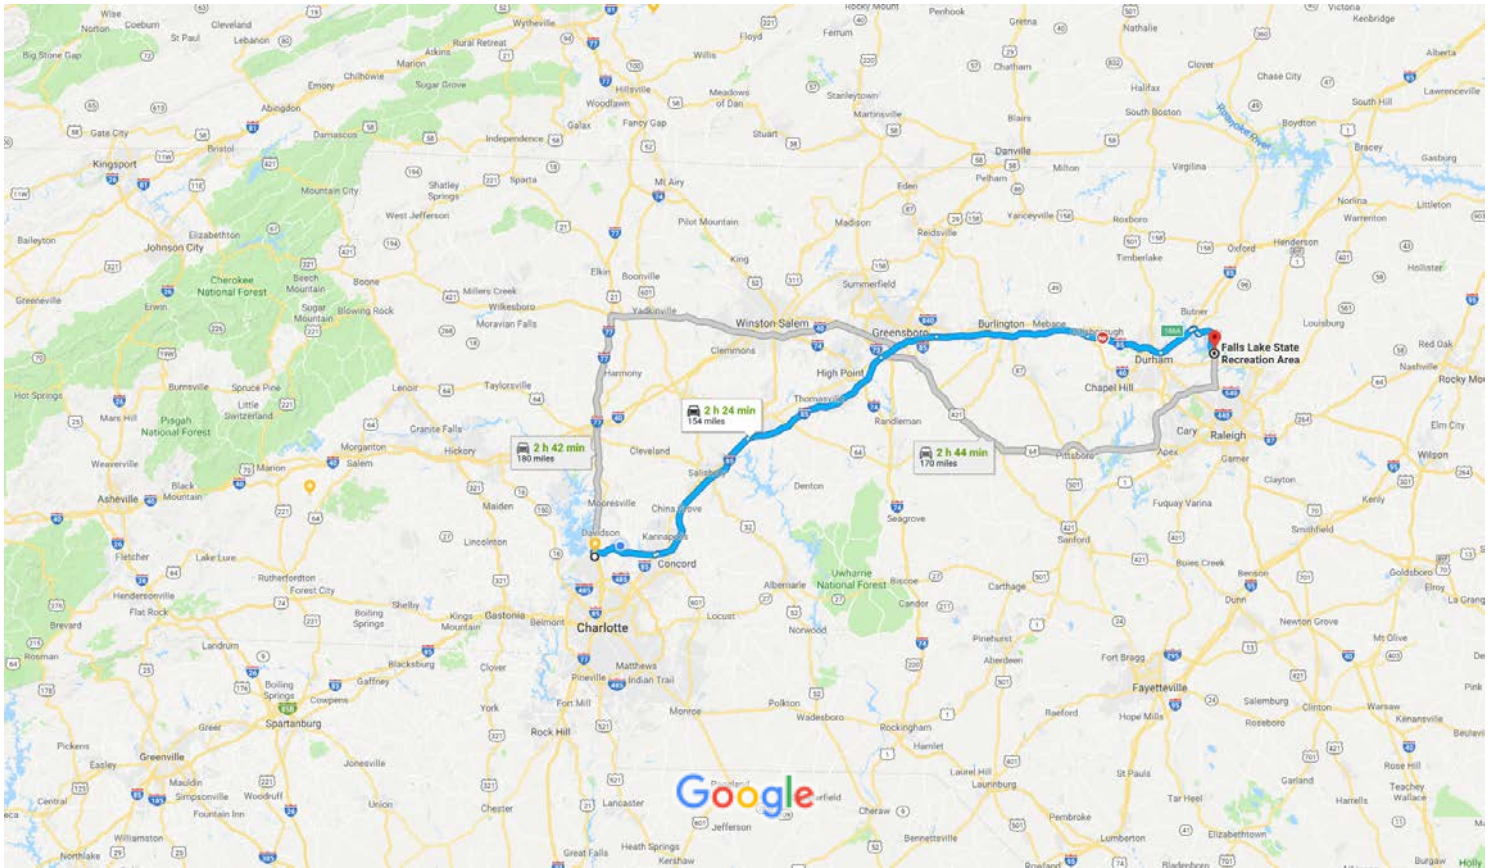 Wise
Norton
Coeburn
St Paul
Cleveland
Lebanon
Big Stone Gap
Wytheville
Rural Retreat
Atkins
Marion
Sugar Grove
Chilhowie
Emory
Abingdon
Damascus
Gate City
Bristol
Kingsport
Hillsville
Woodlawn
Galax
Fancy Gap
Independence
Willis
Floyd
Meadows
of Dan
Stuart
Rocky Mount
Ferrum
Penhook
Gretna
Chatham
Stanleytown
Martinsville
Blairs
Danville
Nathalie
Halifax
South Boston
Clover
Chase City
Victoria
Kenbridge
Alberta
Lawrenceville
South Hill
Boydton
Bracey
Gasburg
Roanoke River
Virgilina
Milton
Pelham
Eden
Mountain City
Shatley
Springs
Sparta
Mt Airy
West Jefferson
Pilot Mountain
Madison
Reidsville
Yanceyville
Roxboro
Timberlake
Oxford
Henderson
Norlina
Warrenton
Littleton
Hollister
Baileyton
Elizabethton
Johnson City
Greeneville
Erwin
Cherokee
National Forest
Beech
Mountain
Sugar
Mountain
Boone
Blowing Rock
Millers Creek
Wilkesboro
Moravian Falls
Elkin
Boonville
Yadkinville
King
Winston-Salem
Clemmons
Summerfield
Greensboro
Burlington
Mebane
Hillsborough
Butner
Louisburg
Falls Lake State
Recreation Area
Durham
Chapel Hill
Red Oak
Nashville
Rocky Mo
Hot Springs
Burnsville
Spruce Pine
Mars Hill
Little
Switzerland
Pisgah
National Forest
Lenoir
Taylorsville
Harmony
High Point
Thomasville
Randleman
2 h 24 min
154 miles
2 h 42 min
180 miles
2 h 44 min
170 miles
Granite Falls
Morganton
Hickory
Salem
Marion
Weaverville
Black
Mountain
Asheville
Cleveland
Salisbury
Denton
Seagrove
Pittsboro
Cary
Apex
Raleigh
Garner
Clayton
Elm City
Wilson
Kenly
Fuquay Varina
Smithfield
Sanford
Maiden
Mooresville
China Grove
Davidson
Kannapolis
Concord
Lincolnton
Fletcher
Lake Lure
Hendersonville
Flat Rock
Rutherfordton
Forest City
Brevard
Rosman
Boiling
Springs
Shelby
Kings
Mountain
Gastonia
Belmont
Charlotte
Albemarle
Locust
Uwharrie
National Forest
Biscoe
Candor
Carthage
Norwood
Buies Creek
Benson
Dunn
Goldsboro
Elroy
La Grang
Newton Grove
Mt Olive
Landrum
Blacksburg
Gaffney
Clover
Pineville
Matthews
Indian Trail
Pinehurst
Aberdeen
Fort Bragg
Fayetteville
Hope Mills
Raeford
Salemburg
Roseboro
Clinton
Warsaw
Kenansville
Beulavi
Pink
Boiling
Springs
Cowpens
Spartanburg
York
Fort Mill
Rock Hill
Monroe
Polkton
Wadesboro
Rockingham
Hamlet
Laurel Hill
Laurinburg
St Pauls
Garland
Rose Hill
Teachey
Wallace
Harrells
Pickens
Easley
Greenville
Greer
Mauldin
Simpsonville
Woodruff
Fountain Inn
Jonesville
Union
Chester
Lancaster
Google
Jefferson
Cheraw
Bennettsville
Tar Heel
Elizabethtown
Pembroke
Lumberton
Rowland
Bladenboro
Burgaw
Holly
Central
Williamston
Northlake
Great Falls
Heath Springs
Kershaw